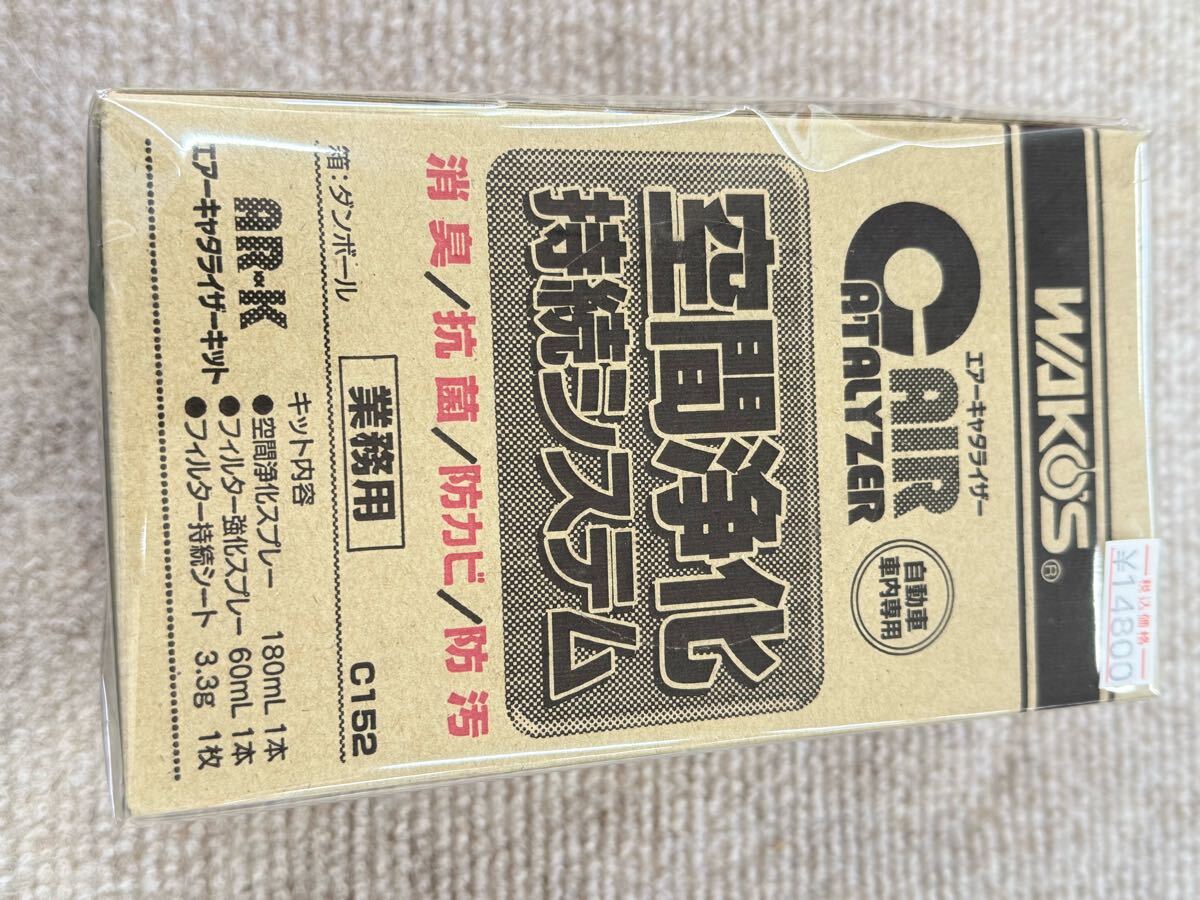 税込価格
¥14800
WAKO'S®
エアーキャタライザー
AIR
CATALYZER
自動車
車内専用
空間浄化
持続システム
消臭/抗菌/防カビ/防汚
業務用
箱:ダンボール
C152
AR-K
エアーキャタライザーキット
キット内容
●空間浄化スプレー 180mL 1本
●フィルター強化スプレー 60mL 1本
●フィルター持続シート 3.3g 1枚